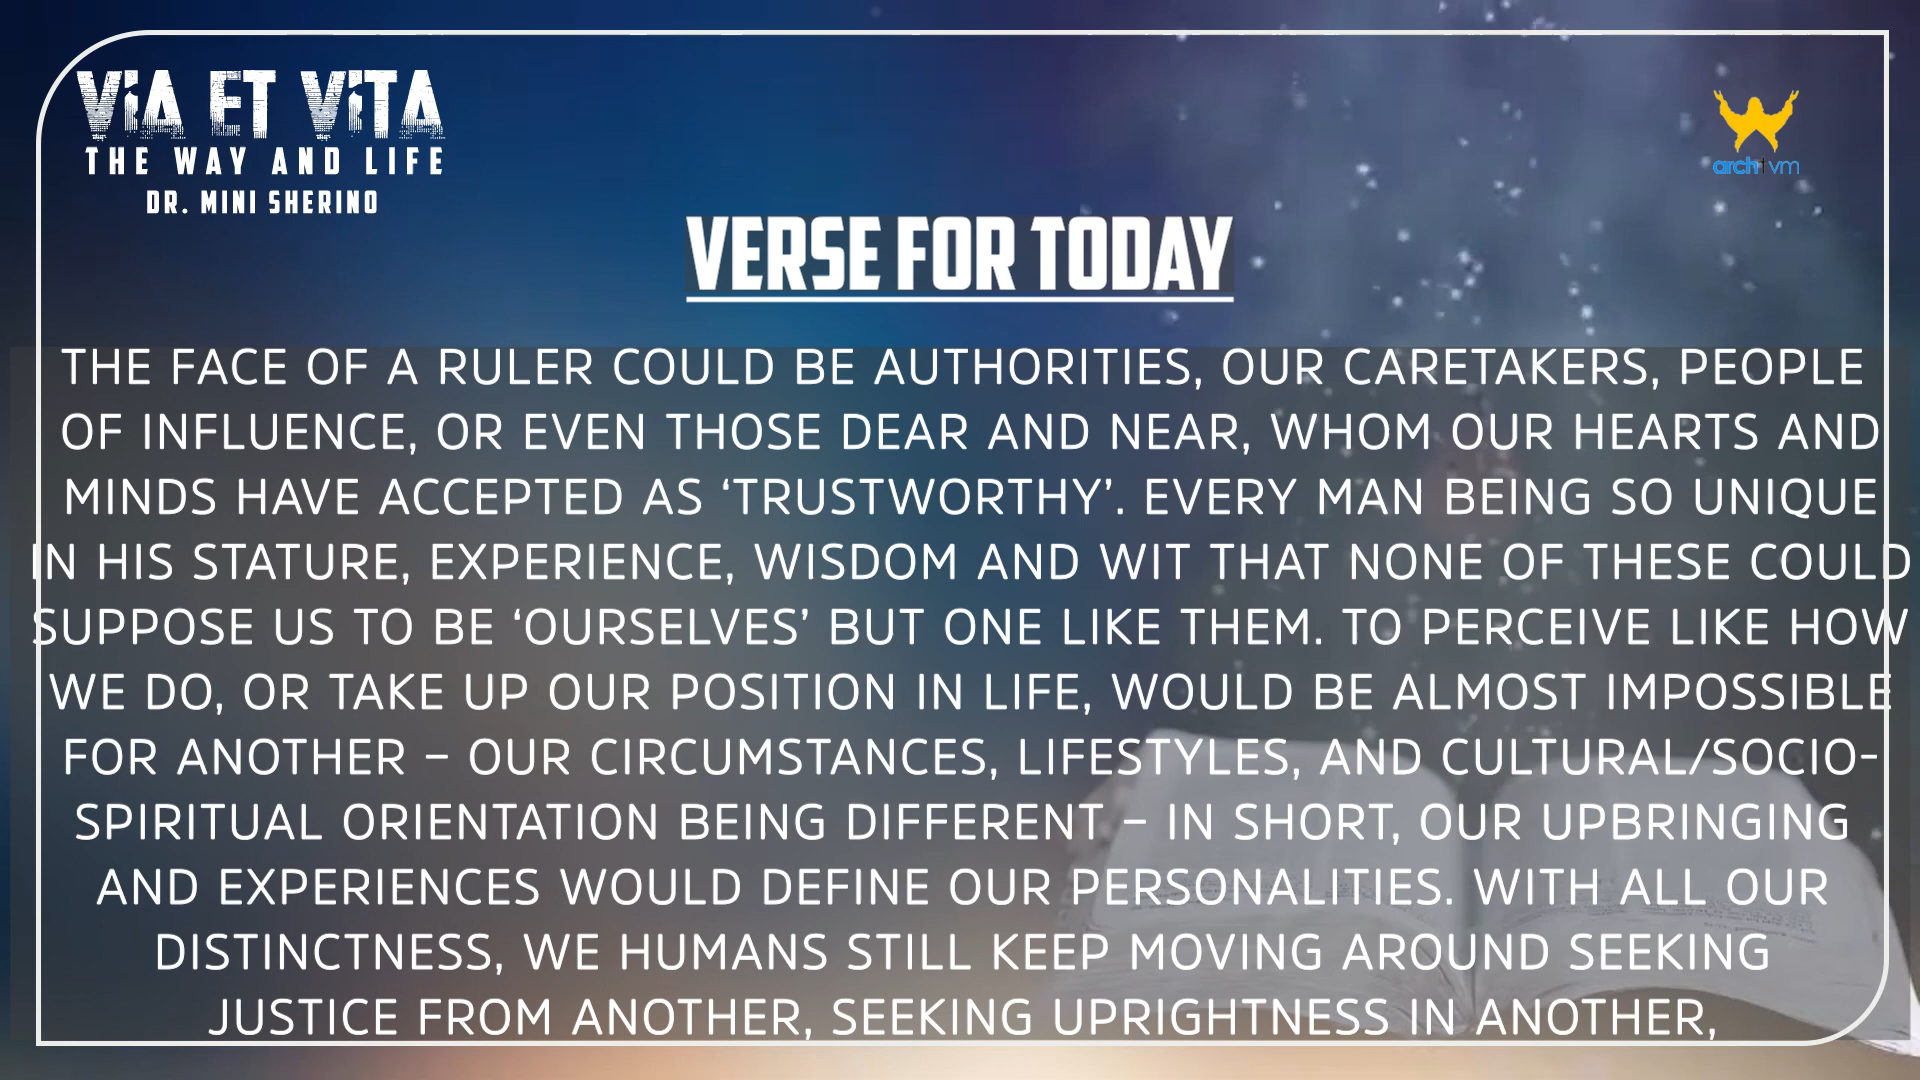 ViA ET ViTA
THE WAY AND LIFE
DR. MINI SHERINO
arch vm
VERSE FOR TODAY
THE FACE OF A RULER COULD BE AUTHORITIES, OUR CARETAKERS, PEOPLE
OF INFLUENCE, OR EVEN THOSE DEAR AND NEAR, WHOM OUR HEARTS AND
MINDS HAVE ACCEPTED AS ‘TRUSTWORTHY’. EVERY MAN BEING SO UNIQUE
IN HIS STATURE, EXPERIENCE, WISDOM AND WIT THAT NONE OF THESE COULD
SUPPOSE US TO BE ‘OURSELVES’ BUT ONE LIKE THEM. TO PERCEIVE LIKE HOW
WE DO, OR TAKE UP OUR POSITION IN LIFE, WOULD BE ALMOST IMPOSSIBLE
FOR ANOTHER – OUR CIRCUMSTANCES, LIFESTYLES, AND CULTURAL/SOCIO-
SPIRITUAL ORIENTATION BEING DIFFERENT – IN SHORT, OUR UPBRINGING
AND EXPERIENCES WOULD DEFINE OUR PERSONALITIES. WITH ALL OUR
DISTINCTNESS, WE HUMANS STILL KEEP MOVING AROUND SEEKING
JUSTICE FROM ANOTHER, SEEKING UPRIGHTNESS IN ANOTHER,